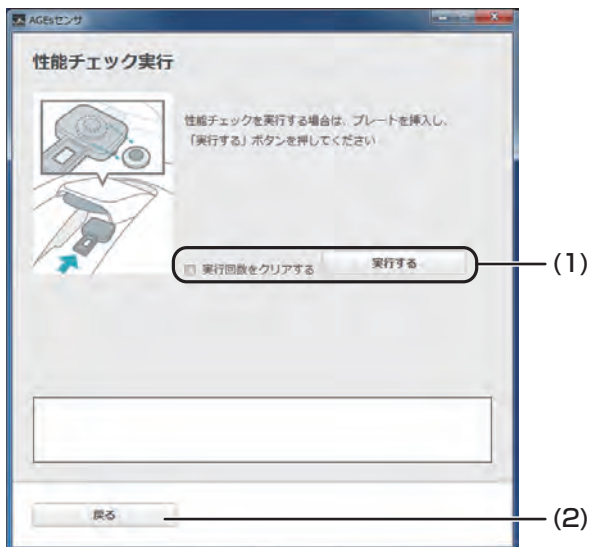 AGEsセンサ
性能チェック実行
性能チェックを実行する場合は、プレートを挿入し、
「実行する」ボタンを押してください
実行回数をクリアする
実行する
(1)
戻る
(2)